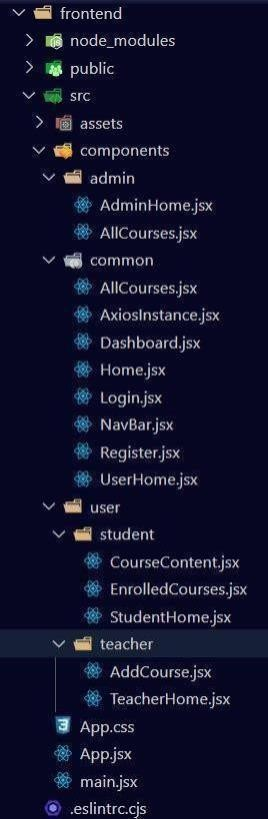 frontend
node_modules
public
src
assets
components
admin
AdminHome.jsx
AllCourses.jsx
common
AllCourses.jsx
AxiosInstance.jsx
Dashboard.jsx
Home.jsx
Login.jsx
NavBar.jsx
Register.jsx
UserHome.jsx
user
student
CourseContent.jsx
EnrolledCourses.jsx
StudentHome.jsx
teacher
AddCourse.jsx
TeacherHome.jsx
App.css
App.jsx
main.jsx
.eslintrc.cjs